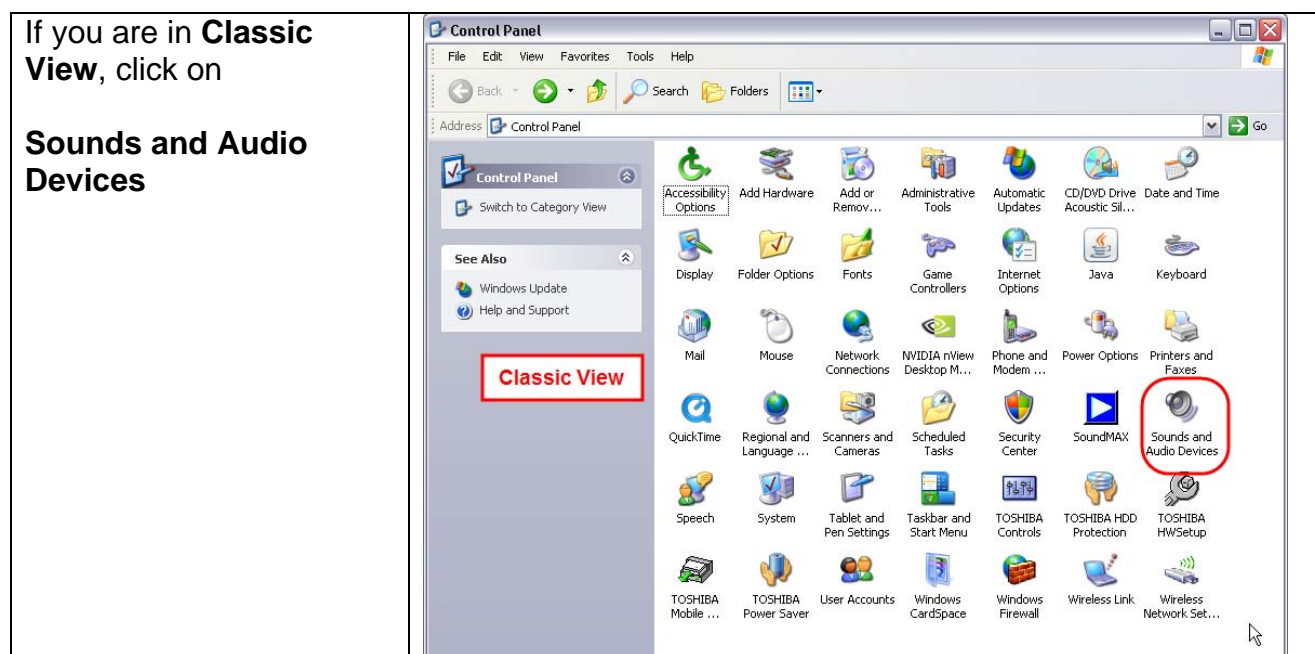 If you are in Classic
View, click on
Sounds and Audio
Devices
Control Panel
File Edit View Favorites Tools Help
Back Search Folders
Address Control Panel Go
Control Panel
Switch to Category View
See Also
Windows Update
Help and Support
Classic View
Accessibility Add Hardware Add or Administrative Automatic CD/DVD Drive Date and Time
Options Remov... Tools Updates Acoustic Sil...
Display Folder Options Fonts Game Internet Java Keyboard
Controllers Options
Mail Mouse Network NVIDIA nView Phone and Power Options Printers and
Connections Desktop M... Modem ... Faxes
QuickTime Regional and Scanners and Scheduled Security SoundMAX Sounds and
Language ... Cameras Tasks Center Audio Devices
Speech System Tablet and Taskbar and TOSHIBA TOSHIBA HDD TOSHIBA
Pen Settings Start Menu Controls Protection HWSetup
TOSHIBA TOSHIBA User Accounts Windows Windows Wireless Link Wireless
Mobile ... Power Saver CardSpace Firewall Network Set...